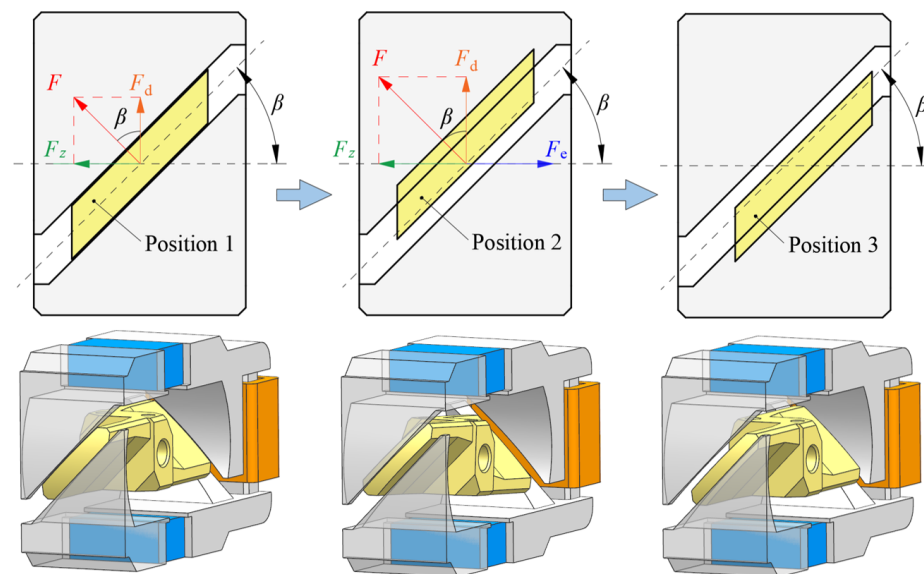 F
F_d
β
F_z
β
Position 1
F
F_d
β
F_z
F_e
β
Position 2
β
Position 3